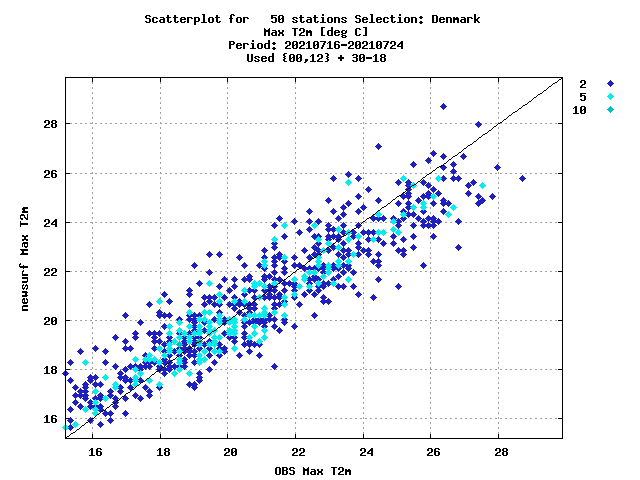 Scatterplot for   50 stations Selection: Denmark
Max T2m [deg C]
Period: 20210716-20210724
Used {00,12} + 30-18
2
5
10
28
26
24
22
20
18
16
newsurf Max T2m
16 18 20 22 24 26 28
OBS Max T2m